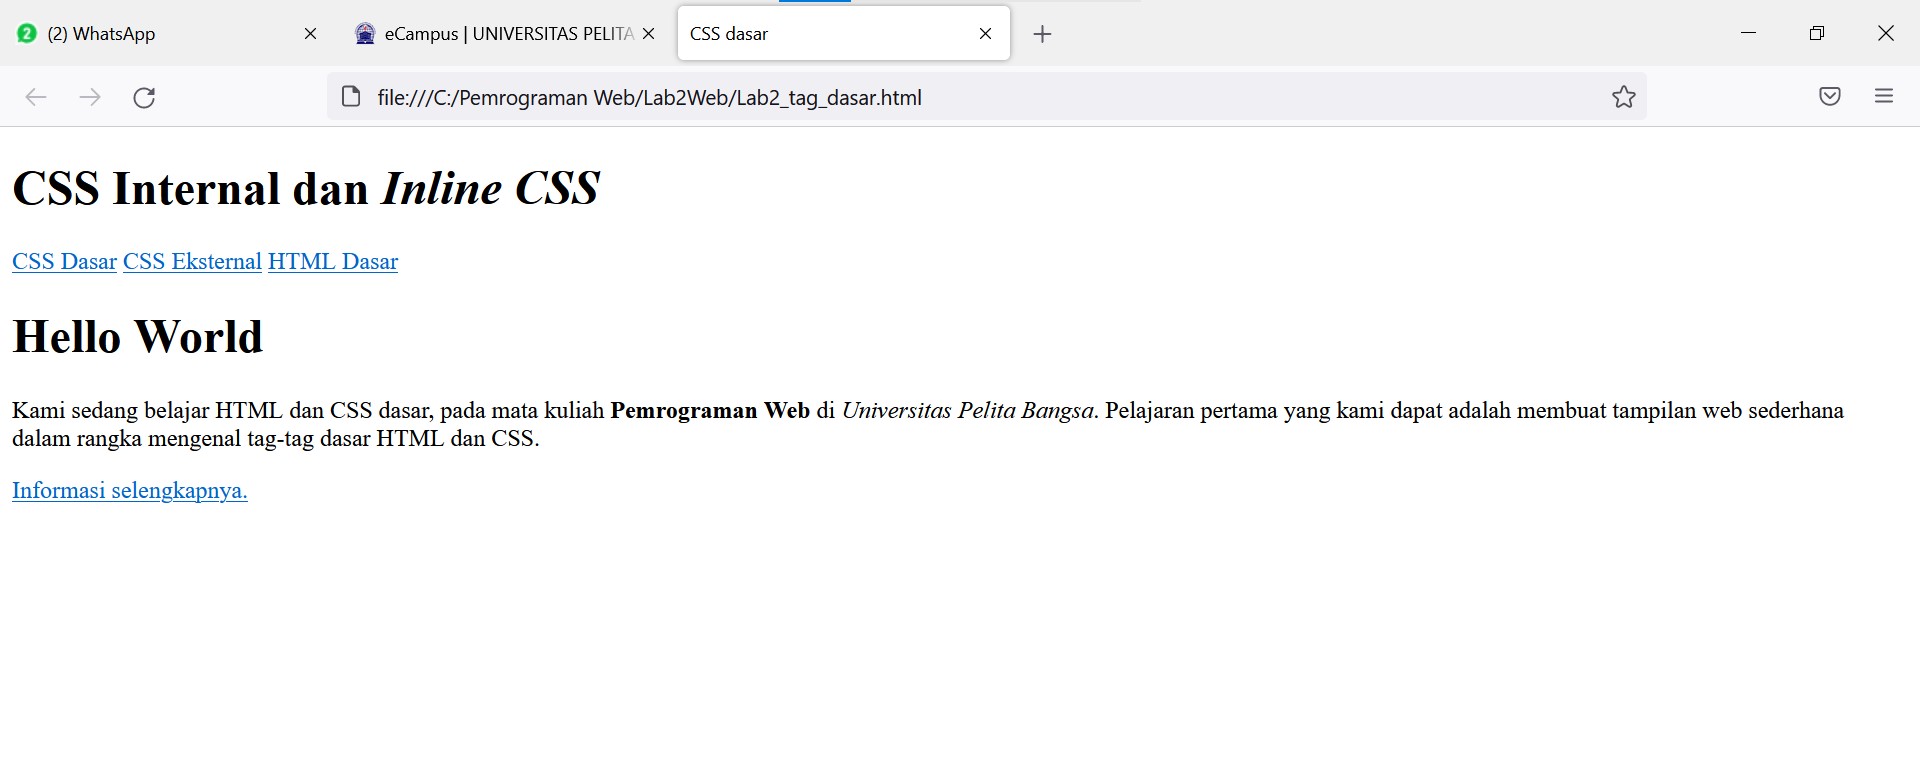 (2) WhatsApp
eCampus | UNIVERSITAS PELITA
CSS dasar
file:///C:/Pemrograman Web/Lab2Web/Lab2_tag_dasar.html
CSS Internal dan Inline CSS
CSS Dasar CSS Eksternal HTML Dasar
Hello World
Kami sedang belajar HTML dan CSS dasar, pada mata kuliah Pemrograman Web di Universitas Pelita Bangsa. Pelajaran pertama yang kami dapat adalah membuat tampilan web sederhana
dalam rangka mengenal tag-tag dasar HTML dan CSS.
Informasi selengkapnya.